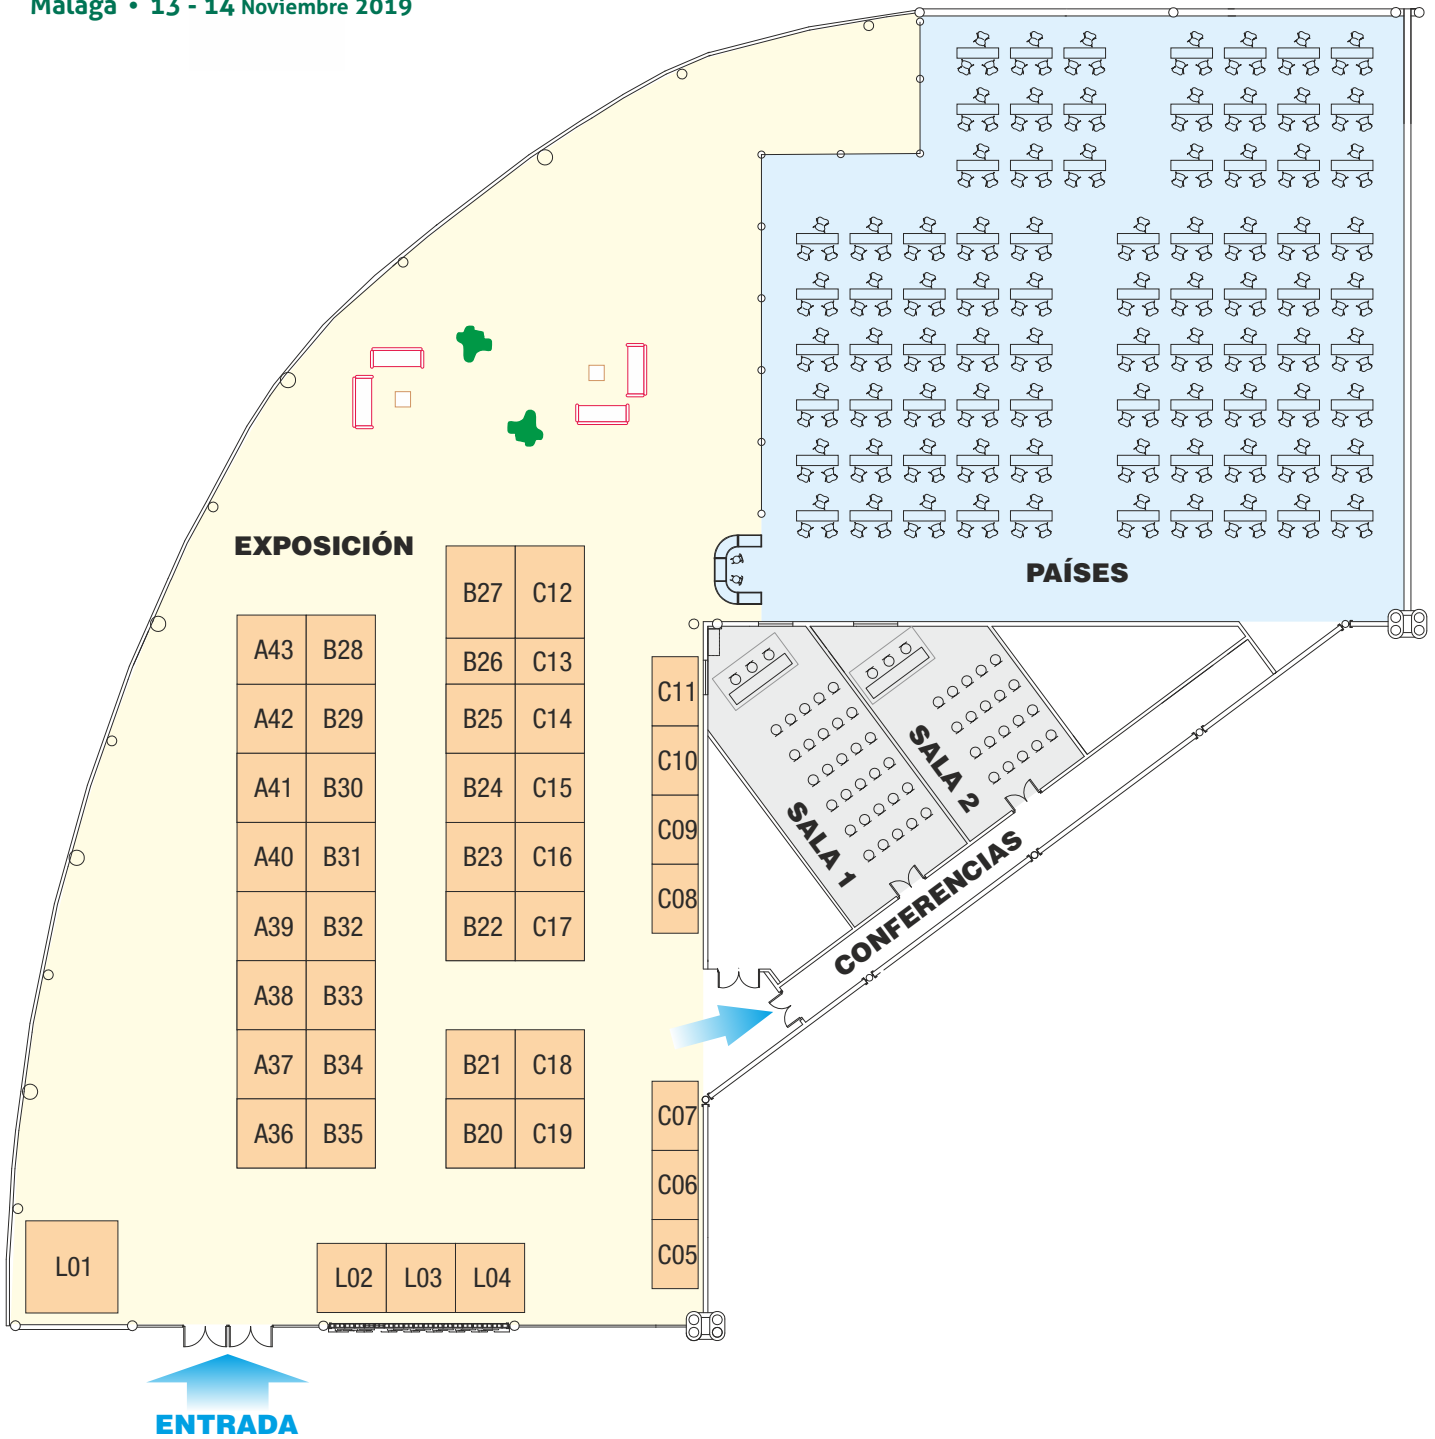 Málaga • 13 - 14 Noviembre 2019
EXPOSICIÓN
PAÍSES
B27 C12
A43 B28
B26 C13
C11
A42 B29
B25 C14
C10
A41 B30
B24 C15
C09
A40 B31
B23 C16
C08
A39 B32
B22 C17
SALA 1
SALA 2
CONFERENCIAS
A38 B33
A37 B34
B21 C18
C07
A36 B35
B20 C19
C06
C05
L01
L02 L03 L04
ENTRADA